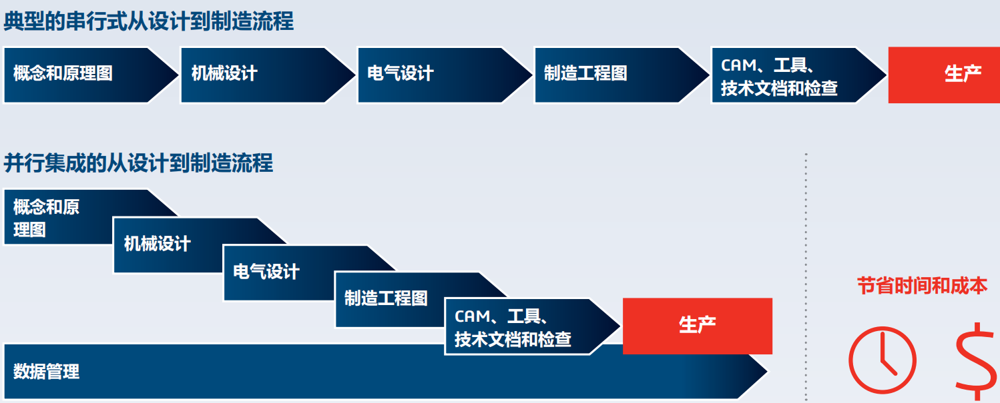 典型的串行式从设计到制造流程
概念和原理图
机械设计
电气设计
制造工程图
CAM、工具、
技术文档和检查
生产
并行集成的从设计到制造流程
概念和原
理图
机械设计
电气设计
制造工程图
CAM、工具、
技术文档和检查
生产
数据管理
节省时间和成本
$